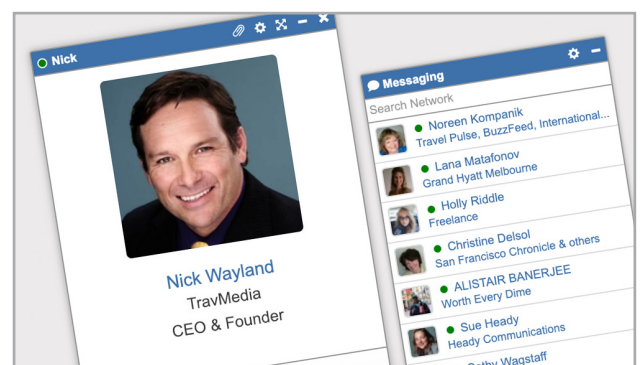 Nick
Nick Wayland
TravMedia
CEO & Founder
Messaging
Search Network
Noreen Kompanik
Travel Pulse, BuzzFeed, International...
Lana Matafonov
Grand Hyatt Melbourne
Holly Riddle
Freelance
Christine Delsol
San Francisco Chronicle & others
ALISTAIR BANERJEE
Worth Every Dime
Sue Heady
Heady Communications
Cathy Wagstaff